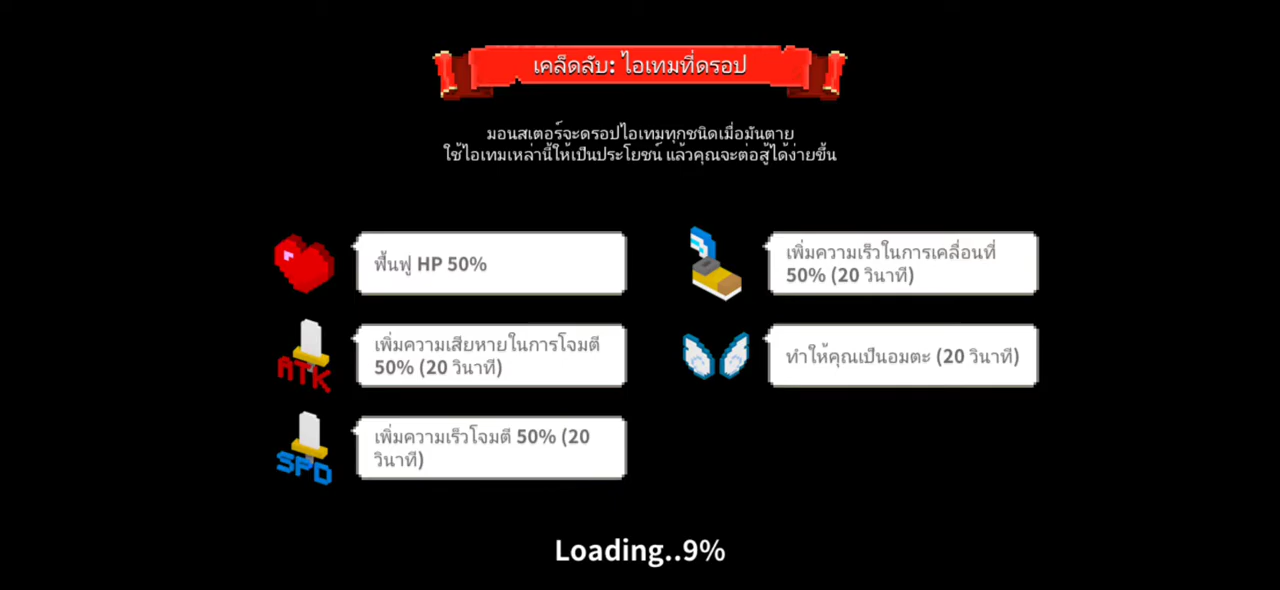 เคล็ดลับ: ไอเทมที่ดรอป
มอนสเตอร์จะดรอปไอเทมทุกชนิดเมื่อมันตาย
ใช้ไอเทมเหล่านี้ให้เป็นประโยชน์ แล้วคุณจะต่อสู้ได้ง่ายขึ้น
ฟื้นฟู HP 50%
เพิ่มความเร็วในการเคลื่อนที่
50% (20 วินาที)
ATK
เพิ่มความเสียหายในการโจมตี
50% (20 วินาที)
ทำให้คุณเป็นอมตะ (20 วินาที)
SPD
เพิ่มความเร็วโจมตี 50% (20
วินาที)
Loading..9%